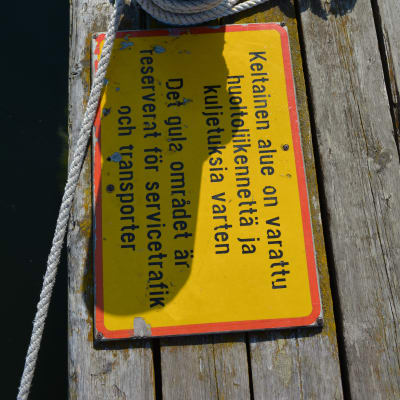 Keltainen alue on varattu
huoltoliikennettä ja
kuljetuksia varten
Det gula området är
reserverat för servicetrafik
och transporter